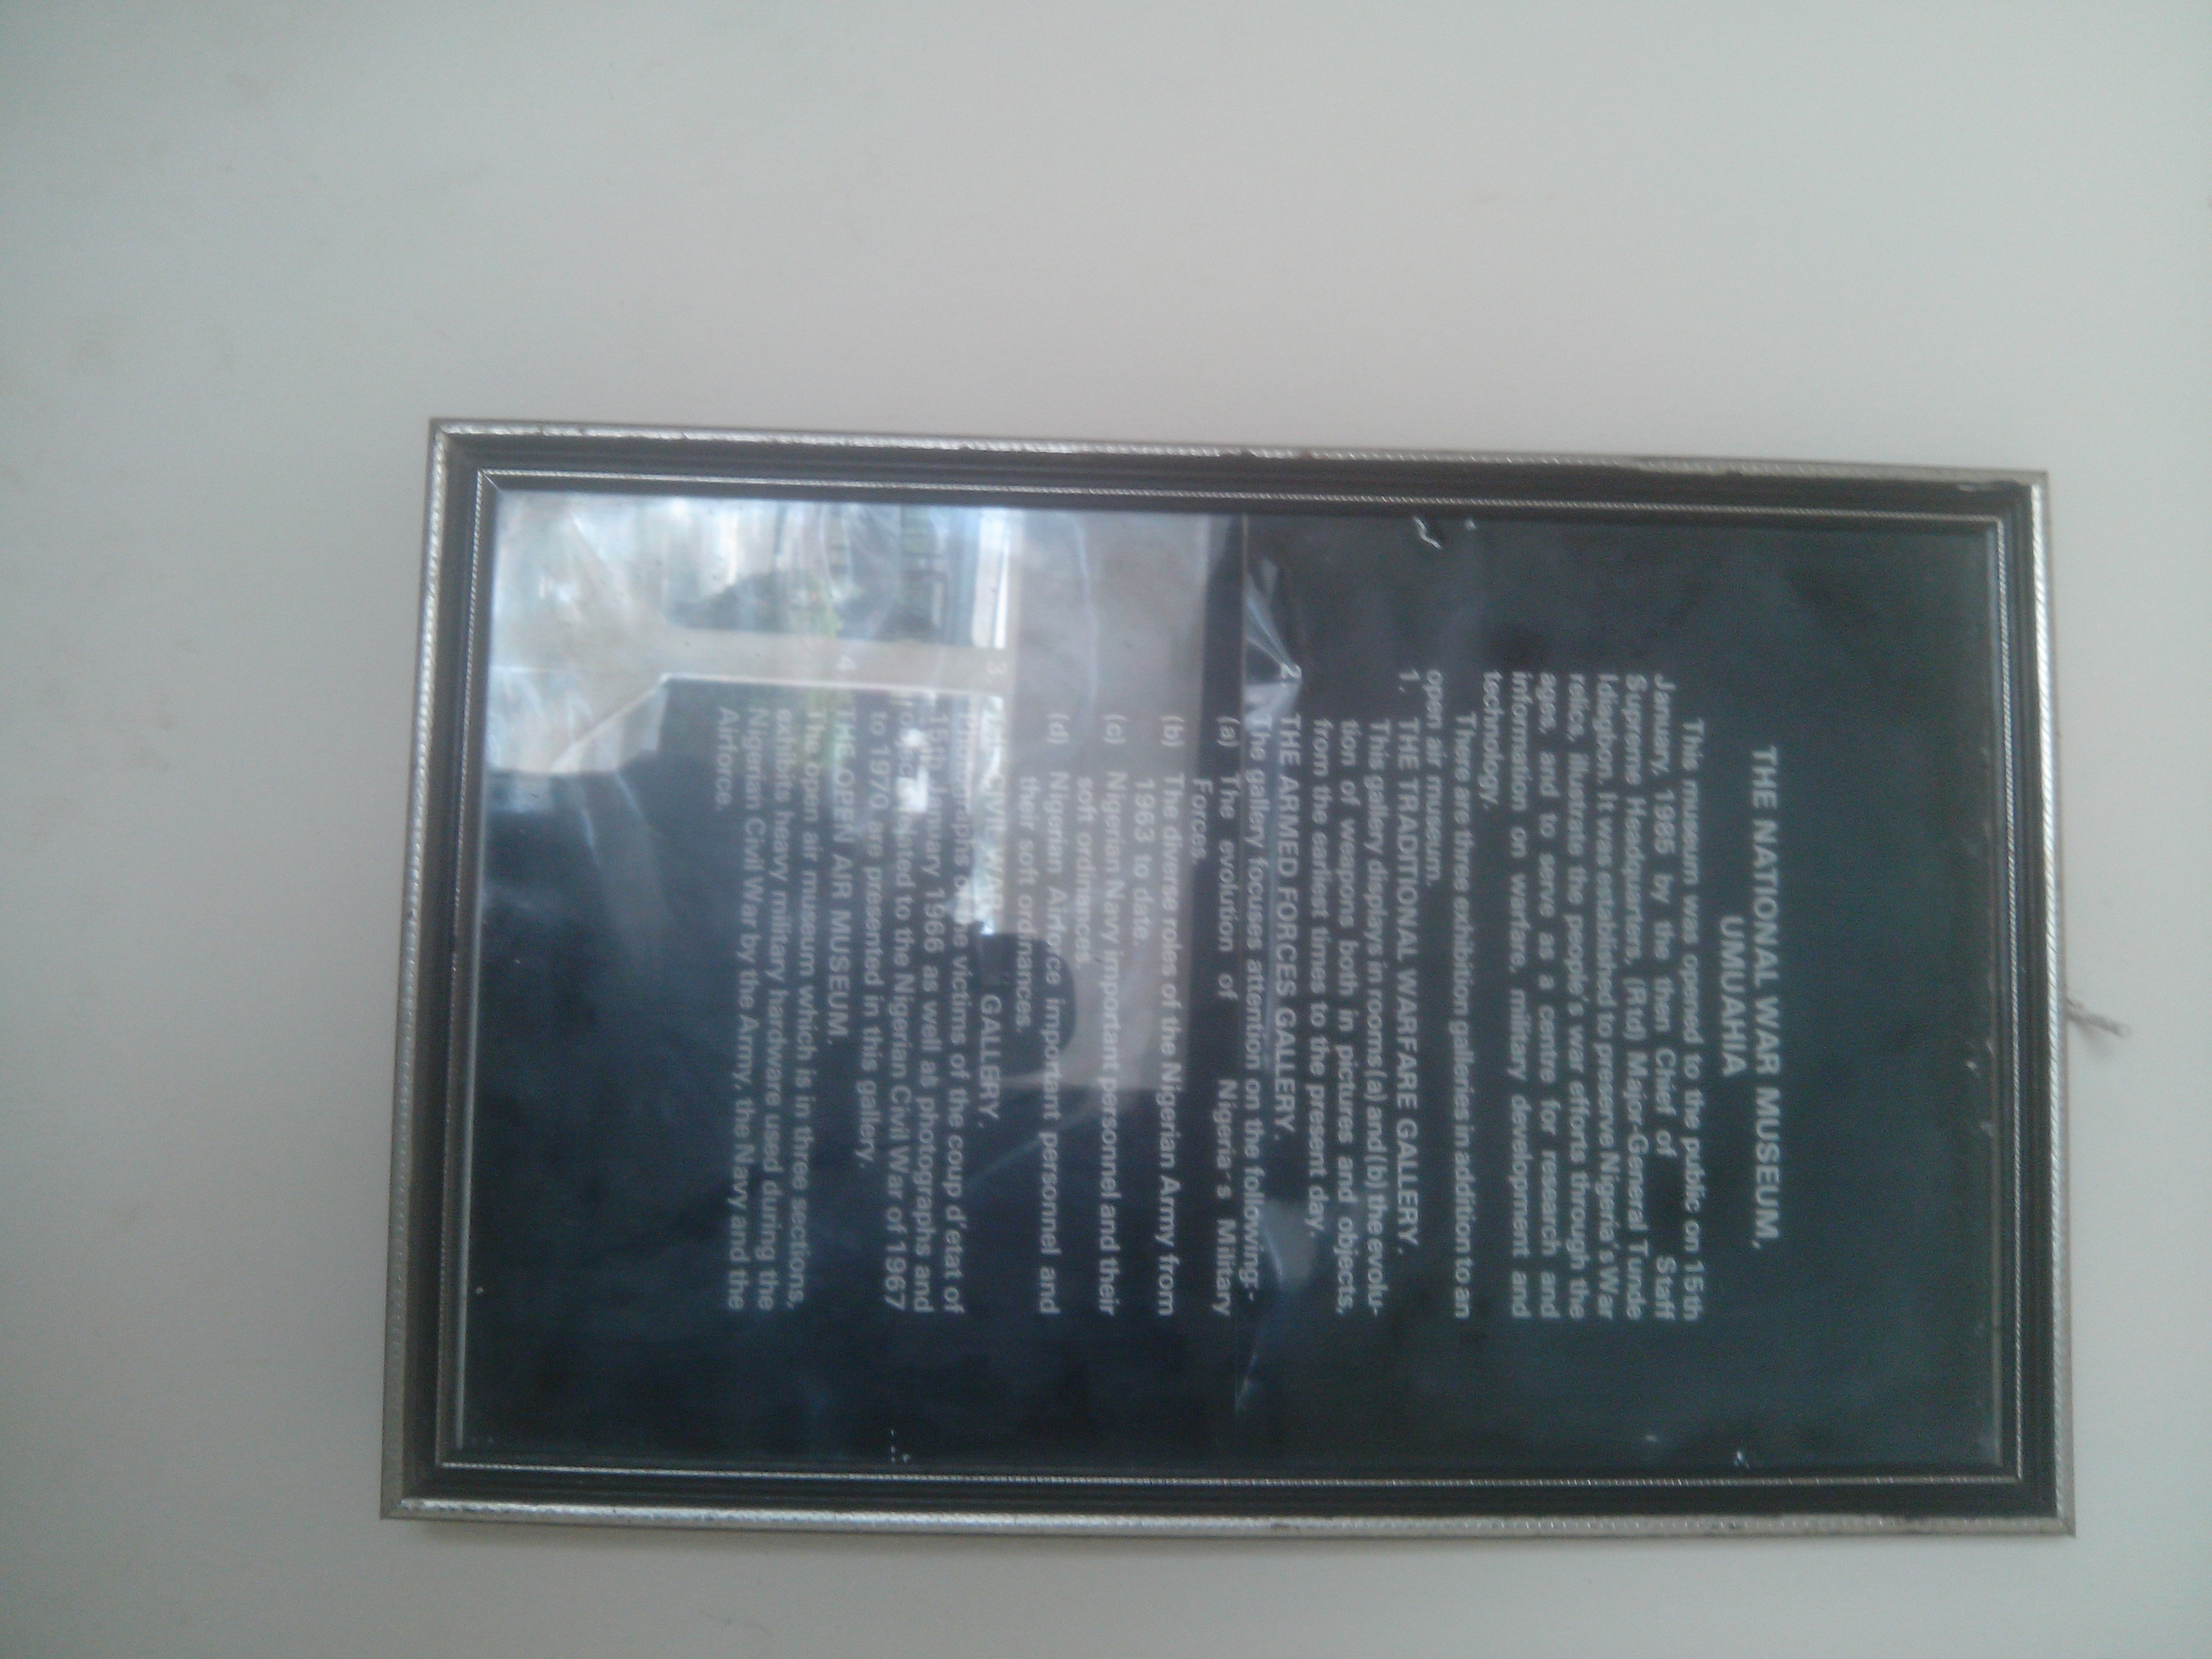 THE NATIONAL WAR MUSEUM,
UMUAHIA
This museum was opened to the public on 15th
January, 1985 by the then Chief of Staff
Supreme Headquarters, (Rtd) Major-General Tunde
Idiagbon. It was established to preserve Nigeria's War
relics, illustrate the people's war efforts through the
ages, and to serve as a centre for research and
information on warfare, military development and
technology.
There are three exhibition galleries in addition to an
open air museum.
1. THE TRADITIONAL WARFARE GALLERY.
This gallery displays in rooms (a) and (b) the evolu-
tion of weapons both in pictures and objects,
from the earliest times to the present day.
2. THE ARMED FORCES GALLERY.
The gallery focuses attention on the following:-
(a) The evolution of Nigeria's Military
Forces.
(b) The diverse roles of the Nigerian Army from
1963 to date.
(c) Nigerian Navy important personnel and their
soft ordinances.
(d) Nigerian Airforce important personnel and
their soft ordinances.
3. CIVIL WAR GALLERY.
of the victims of the coup d'etat of
15th January 1966 as well as photographs and
related to the Nigerian Civil War of 1967
to 1970 are presented in this gallery.
4. THE OPEN AIR MUSEUM.
The open air museum which is in three sections,
exhibits heavy military hardware used during the
Nigerian Civil War by the Army, the Navy and the
Airforce.